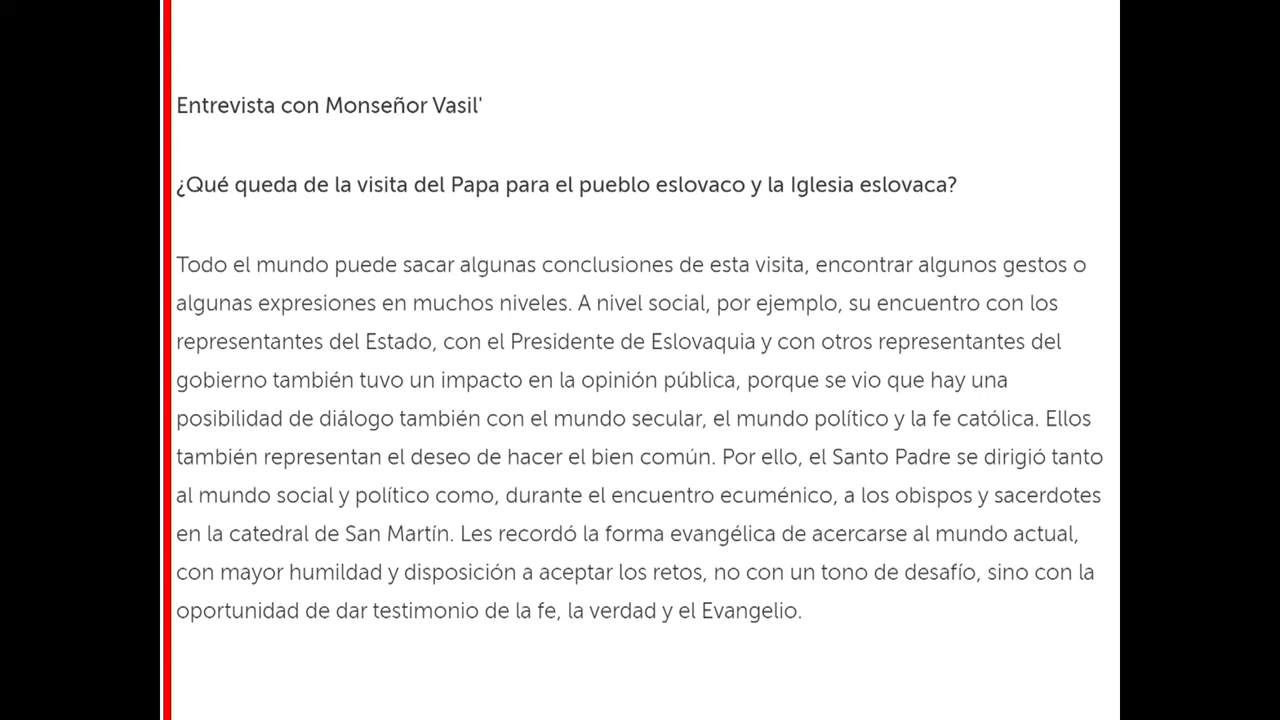 Entrevista con Monseñor Vasil'
¿Qué queda de la visita del Papa para el pueblo eslovaco y la Iglesia eslovaca?
Todo el mundo puede sacar algunas conclusiones de esta visita, encontrar algunos gestos o
algunas expresiones en muchos niveles. A nivel social, por ejemplo, su encuentro con los
representantes del Estado, con el Presidente de Eslovaquia y con otros representantes del
gobierno también tuvo un impacto en la opinión pública, porque se vio que hay una
posibilidad de diálogo también con el mundo secular, el mundo político y la fe católica. Ellos
también representan el deseo de hacer el bien común. Por ello, el Santo Padre se dirigió tanto
al mundo social y político como, durante el encuentro ecuménico, a los obispos y sacerdotes
en la catedral de San Martín. Les recordó la forma evangélica de acercarse al mundo actual,
con mayor humildad y disposición a aceptar los retos, no con un tono de desafío, sino con la
oportunidad de dar testimonio de la fe, la verdad y el Evangelio.